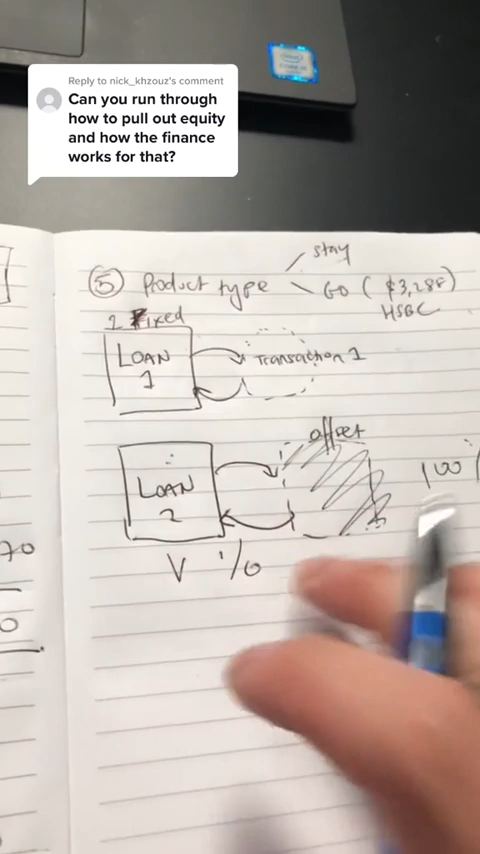 Reply to nick_khzouz's comment
Can you run through
how to pull out equity
and how the finance
works for that?
stay
⑤ Product type
GO ($3,288)
HSBC
Fixed
LOAN
1
Transaction 1
offset
LOAN
2
100
V %
70
0